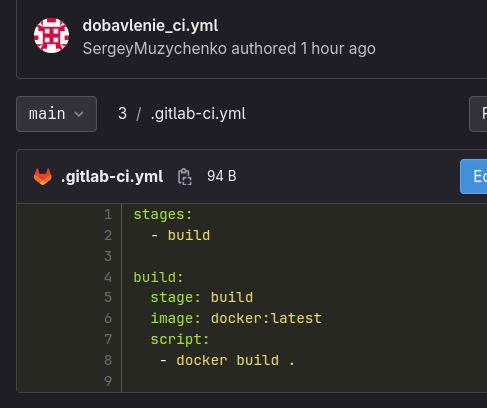 dobavlenie_ci.yml
SergeyMuzychenko authored 1 hour ago
main 3 / .gitlab-ci.yml
.gitlab-ci.yml 94 B
1 stages:
2   - build
3
4 build:
5   stage: build
6   image: docker:latest
7   script:
8    - docker build .
9